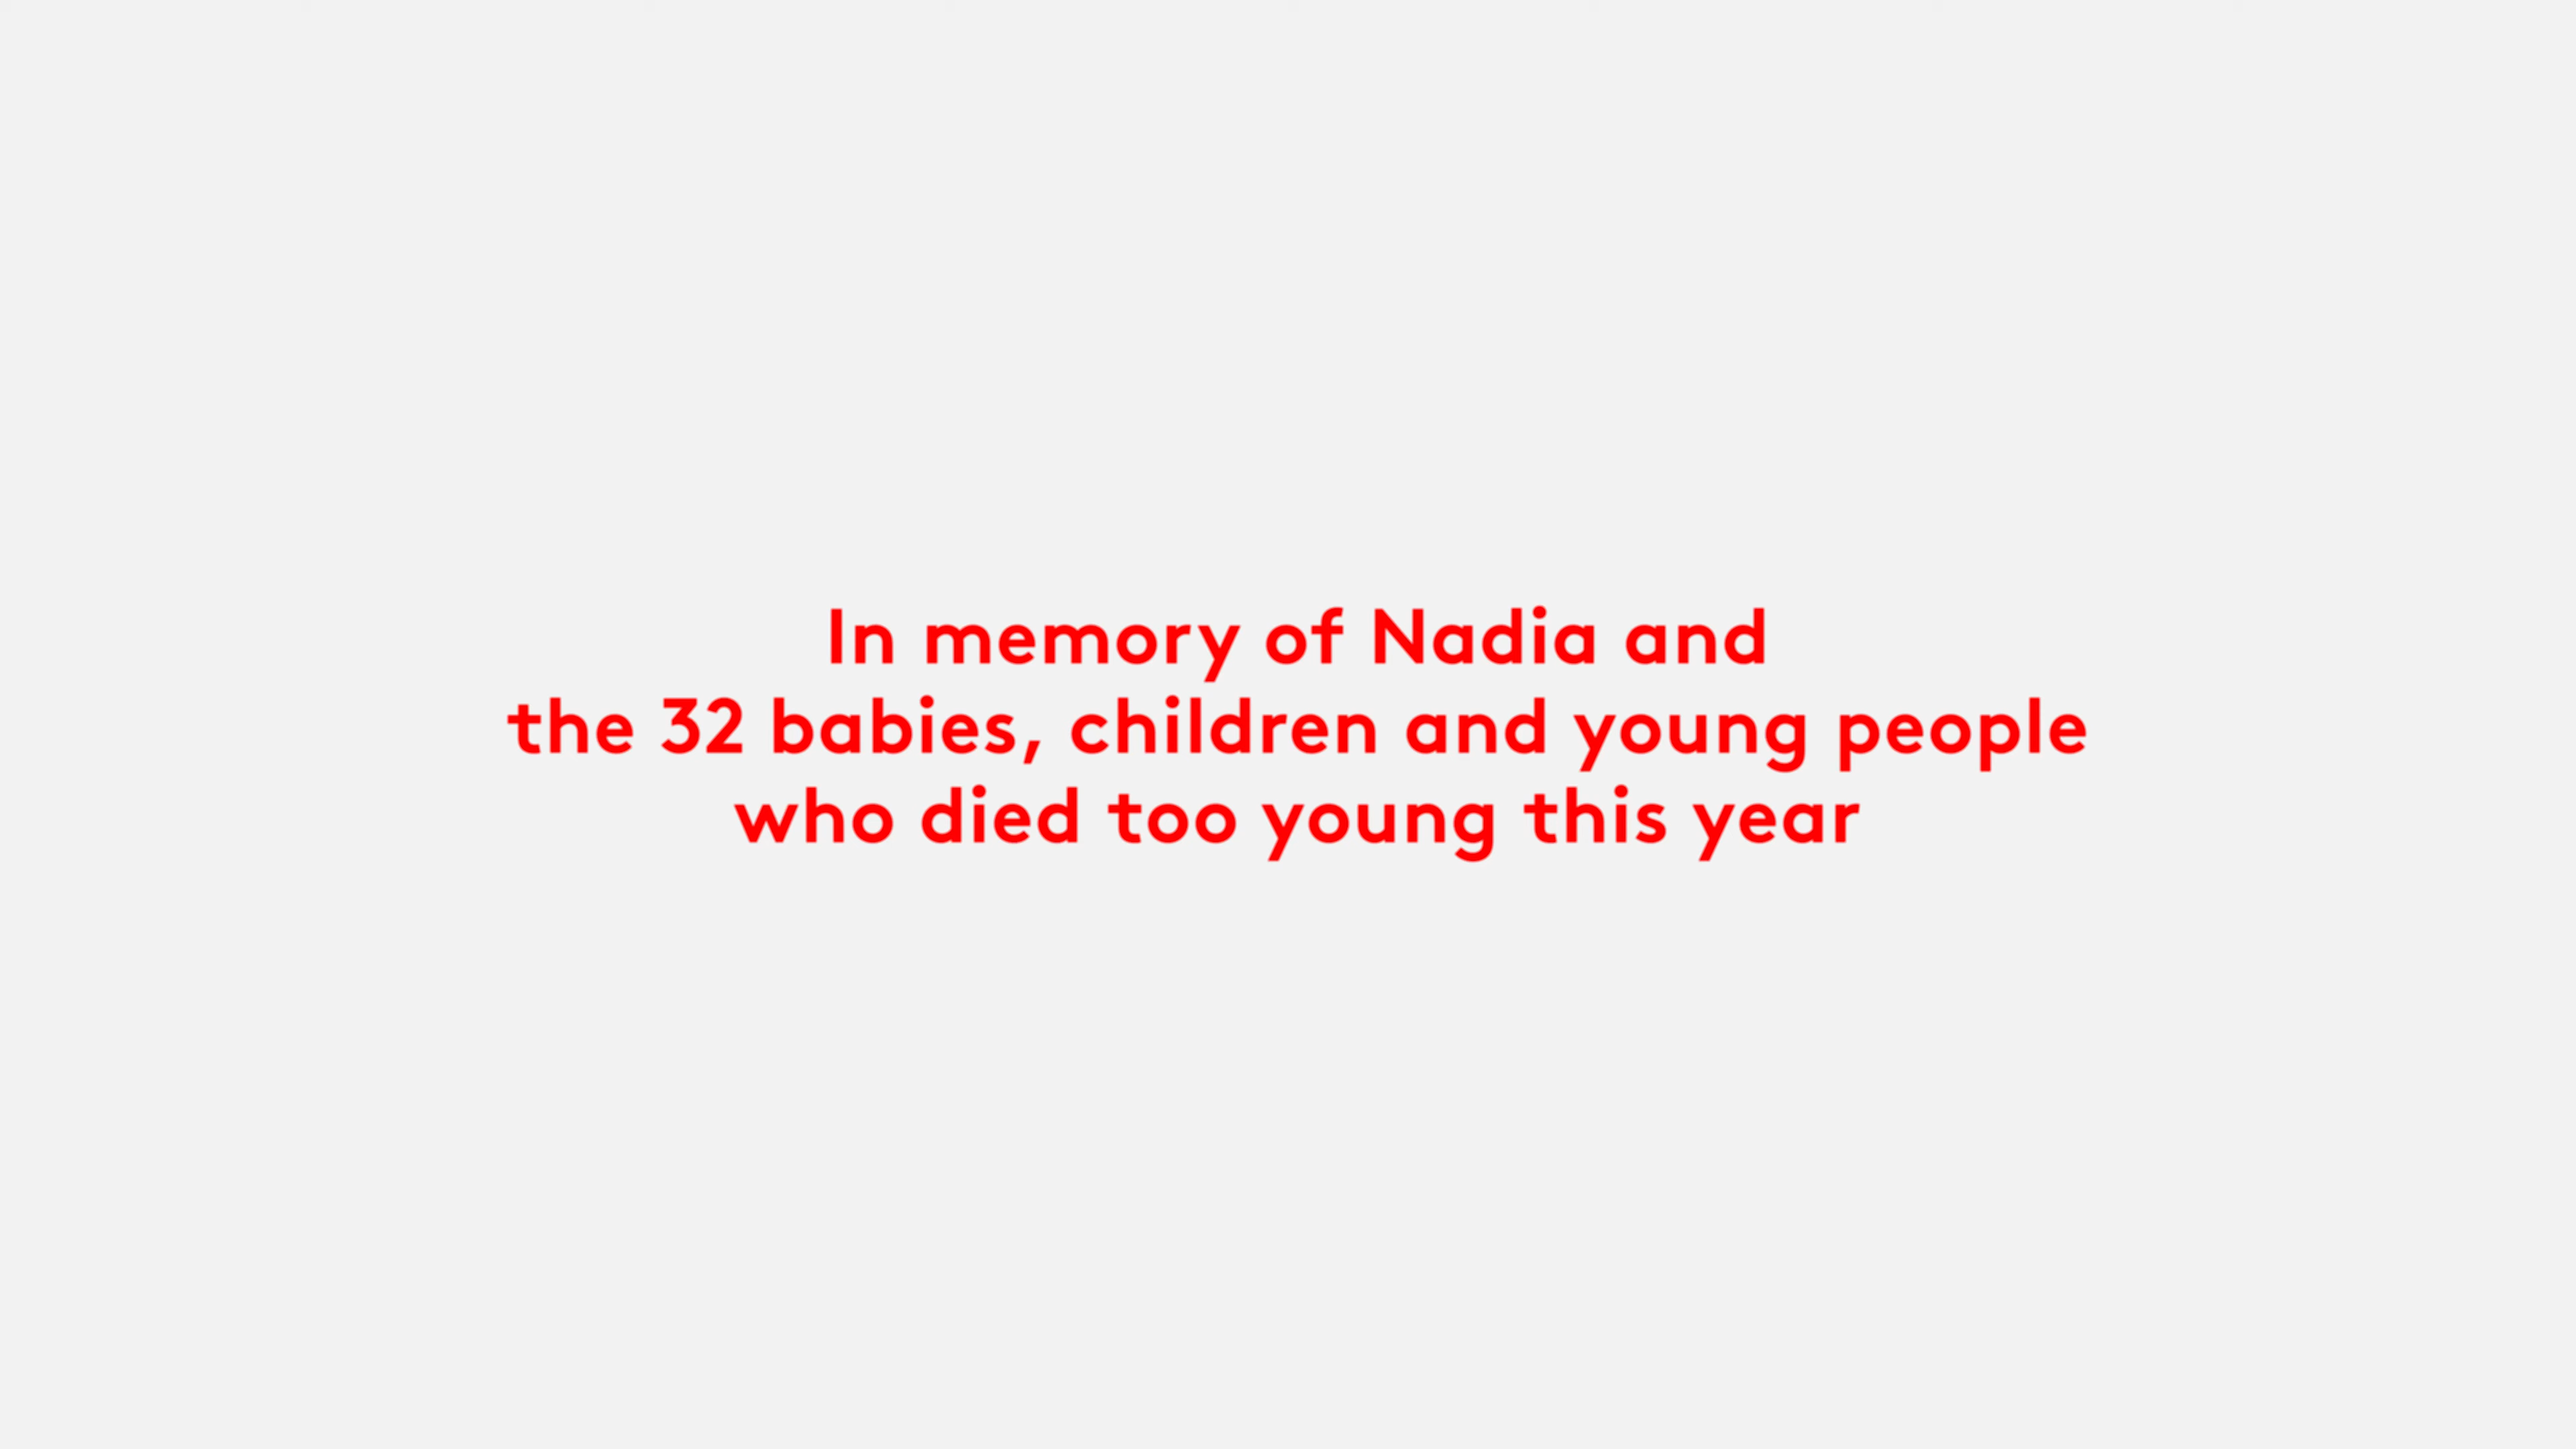 In memory of Nadia and
the 32 babies, children and young people
who died too young this year